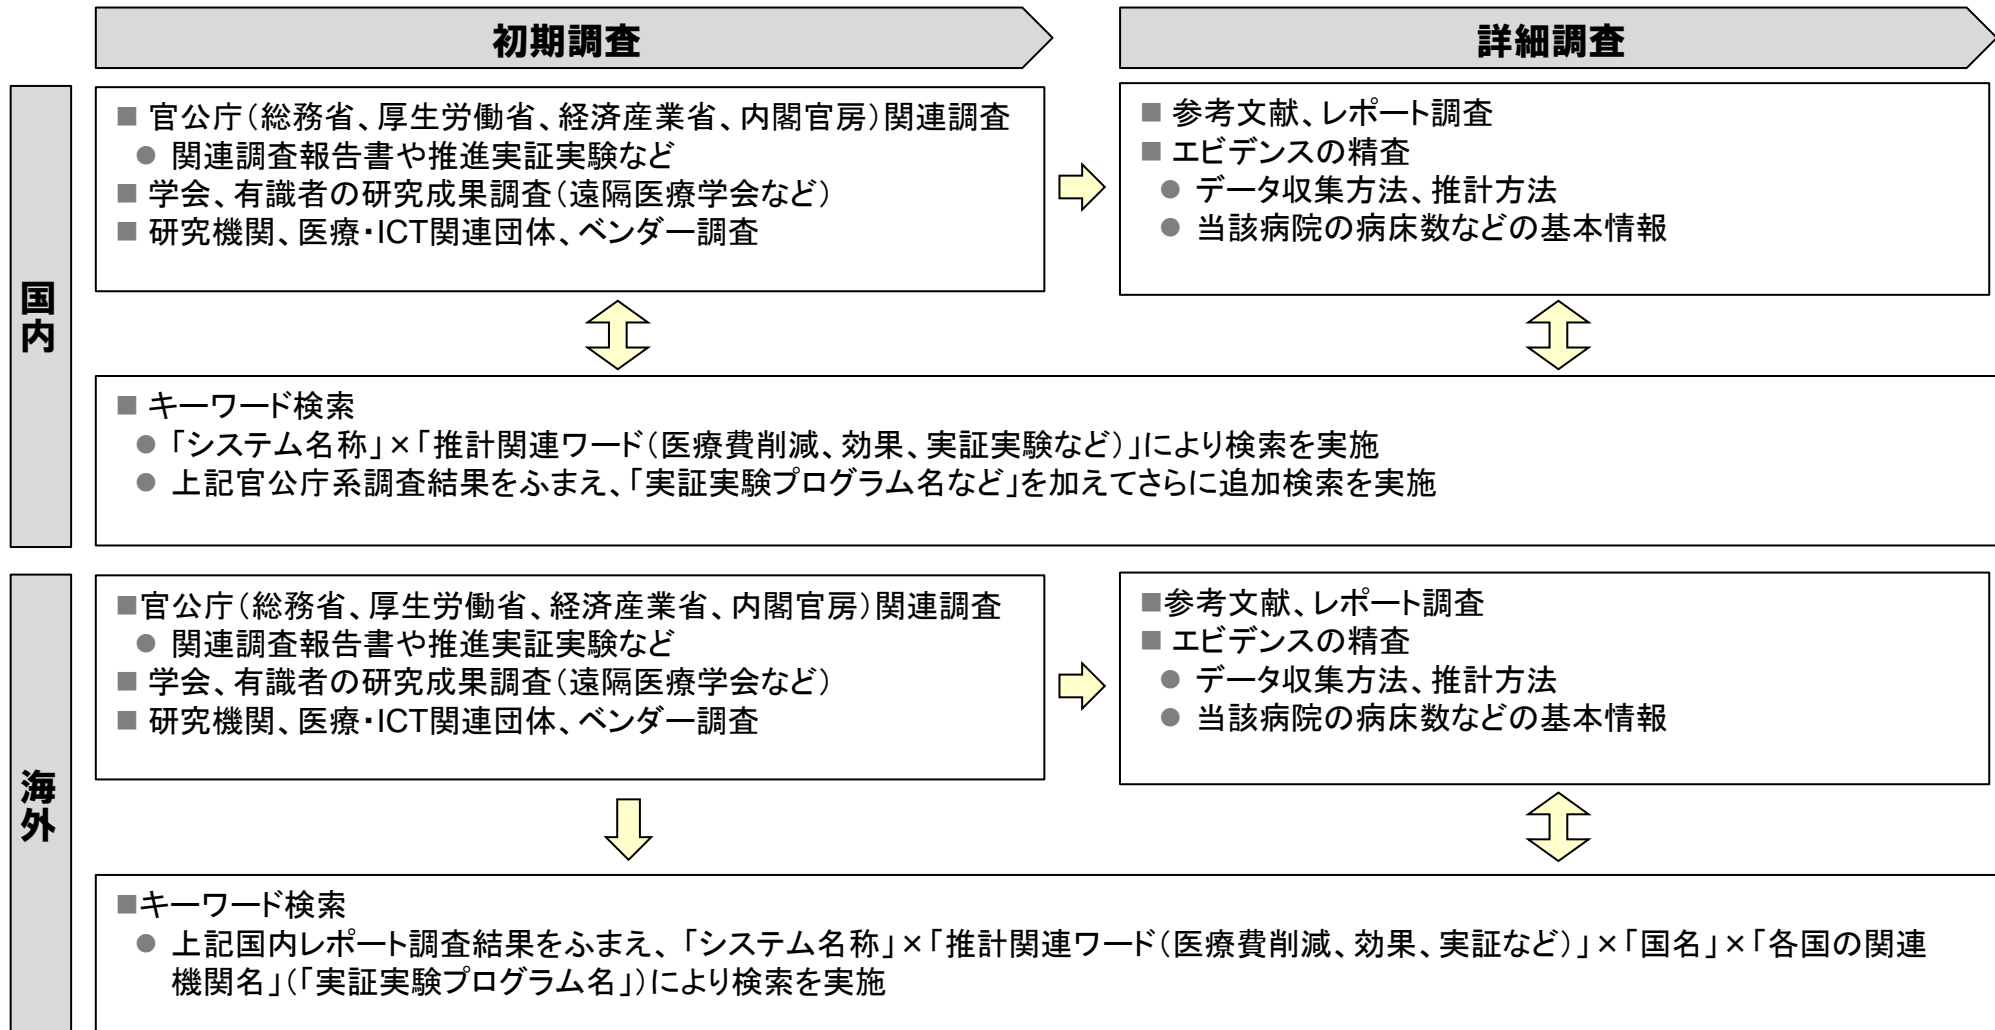 初期調査
詳細調査
国内
■ 官公庁（総務省、厚生労働省、経済産業省、内閣官房）関連調査
● 関連調査報告書や推進実証実験など
■ 学会、有識者の研究成果調査（遠隔医療学会など）
■ 研究機関、医療・ICT関連団体、ベンダー調査
■ 参考文献、レポート調査
■ エビデンスの精査
● データ収集方法、推計方法
● 当該病院の病床数などの基本情報
■ キーワード検索
● 「システム名称」×「推計関連ワード（医療費削減、効果、実証実験など）」により検索を実施
● 上記官公庁系調査結果をふまえ、「実証実験プログラム名など」を加えてさらに追加検索を実施
海外
■官公庁（総務省、厚生労働省、経済産業省、内閣官房）関連調査
● 関連調査報告書や推進実証実験など
■ 学会、有識者の研究成果調査（遠隔医療学会など）
■ 研究機関、医療・ICT関連団体、ベンダー調査
■参考文献、レポート調査
■ エビデンスの精査
● データ収集方法、推計方法
● 当該病院の病床数などの基本情報
■キーワード検索
● 上記国内レポート調査結果をふまえ、「システム名称」×「推計関連ワード（医療費削減、効果、実証など）」×「国名」×「各国の関連
機関名」（「実証実験プログラム名」）により検索を実施